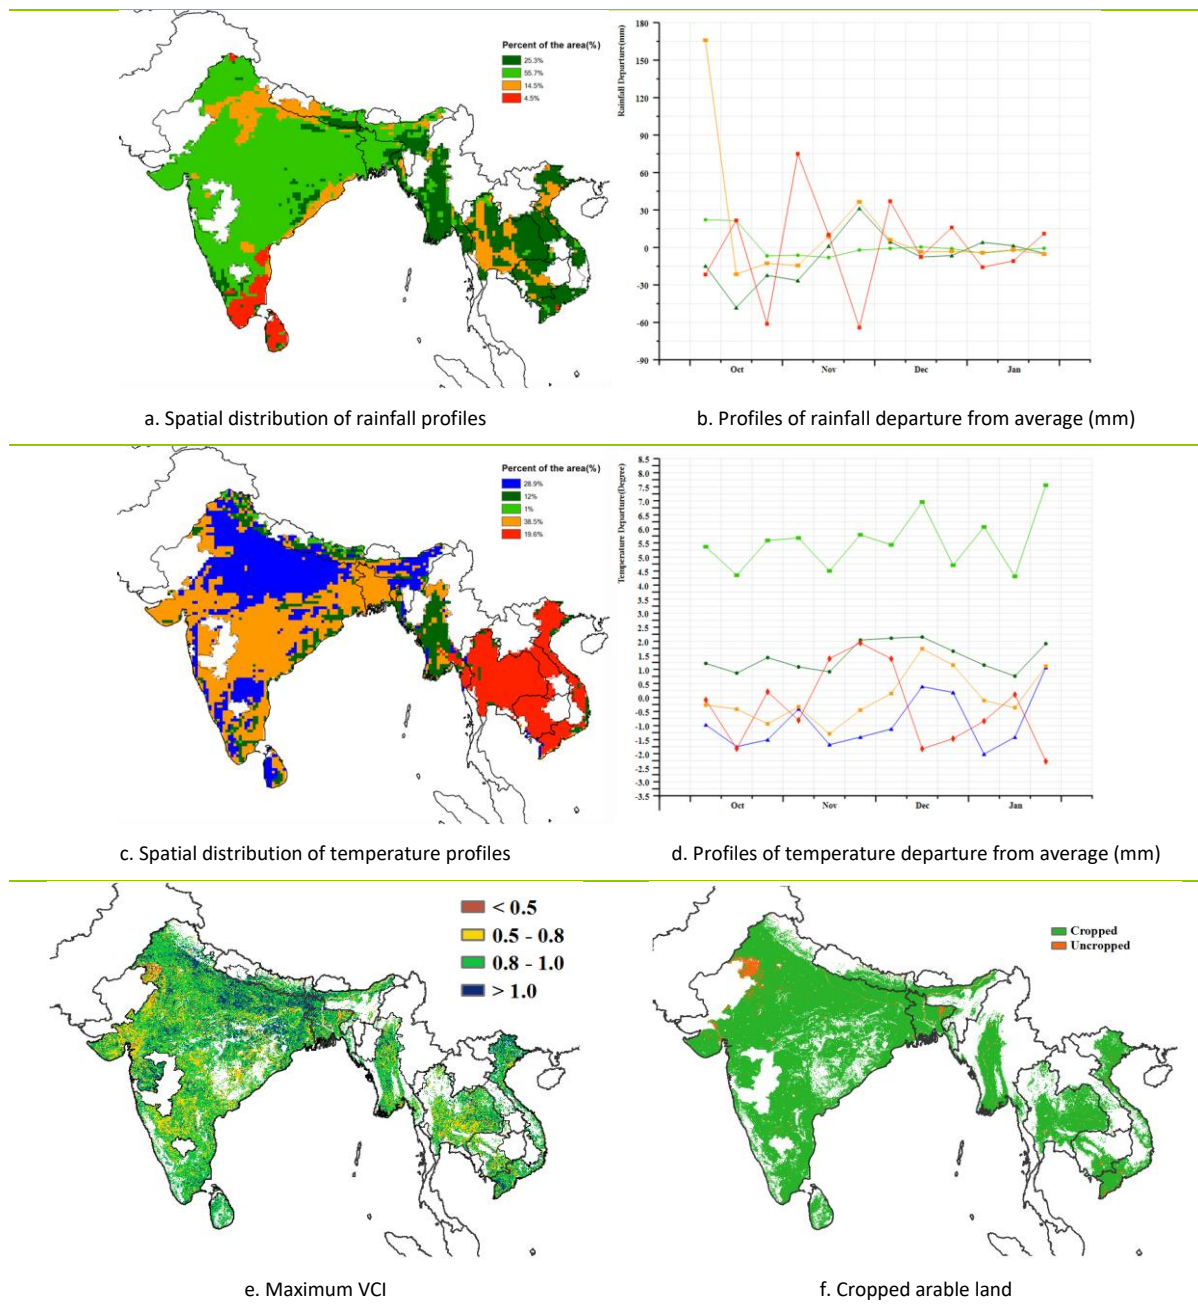 Percent of the area(%)
25.3%
55.7%
14.5%
4.5%
Rainfall Departure(mm)
180
150
120
90
60
30
0
-30
-60
-90
Oct
Nov
Dec
Jan
a. Spatial distribution of rainfall profiles
b. Profiles of rainfall departure from average (mm)
Percent of the area(%)
28.9%
12%
1%
38.5%
19.6%
Temperature Departure(Degree)
8.5
8.0
7.5
7.0
6.5
6.0
5.5
5.0
4.5
4.0
3.5
3.0
2.5
2.0
1.5
1.0
0.5
0.0
-0.5
-1.0
-1.5
-2.0
-2.5
-3.0
-3.5
Oct
Nov
Dec
Jan
c. Spatial distribution of temperature profiles
d. Profiles of temperature departure from average (mm)
< 0.5
0.5 - 0.8
0.8 - 1.0
> 1.0
Cropped
Uncropped
e. Maximum VCI
f. Cropped arable land